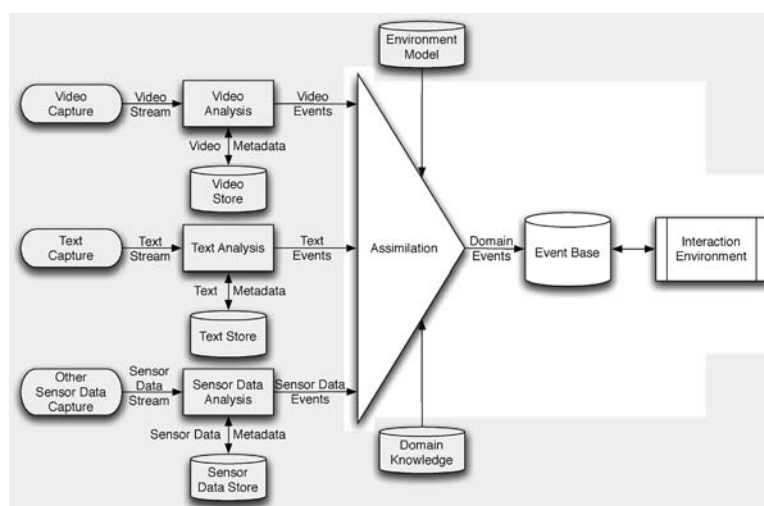 Environment
Model
Video
Capture
Video
Stream
Video
Analysis
Video
Events
Video Metadata
Video
Store
Text
Capture
Text
Stream
Text Analysis
Text
Events
Assimilation
Domain
Events
Event Base
Interaction
Environment
Text Metadata
Text Store
Other
Sensor Data
Capture
Sensor
Data
Stream
Sensor Data
Analysis
Sensor Data
Events
Sensor Data Metadata
Sensor
Data Store
Domain
Knowledge